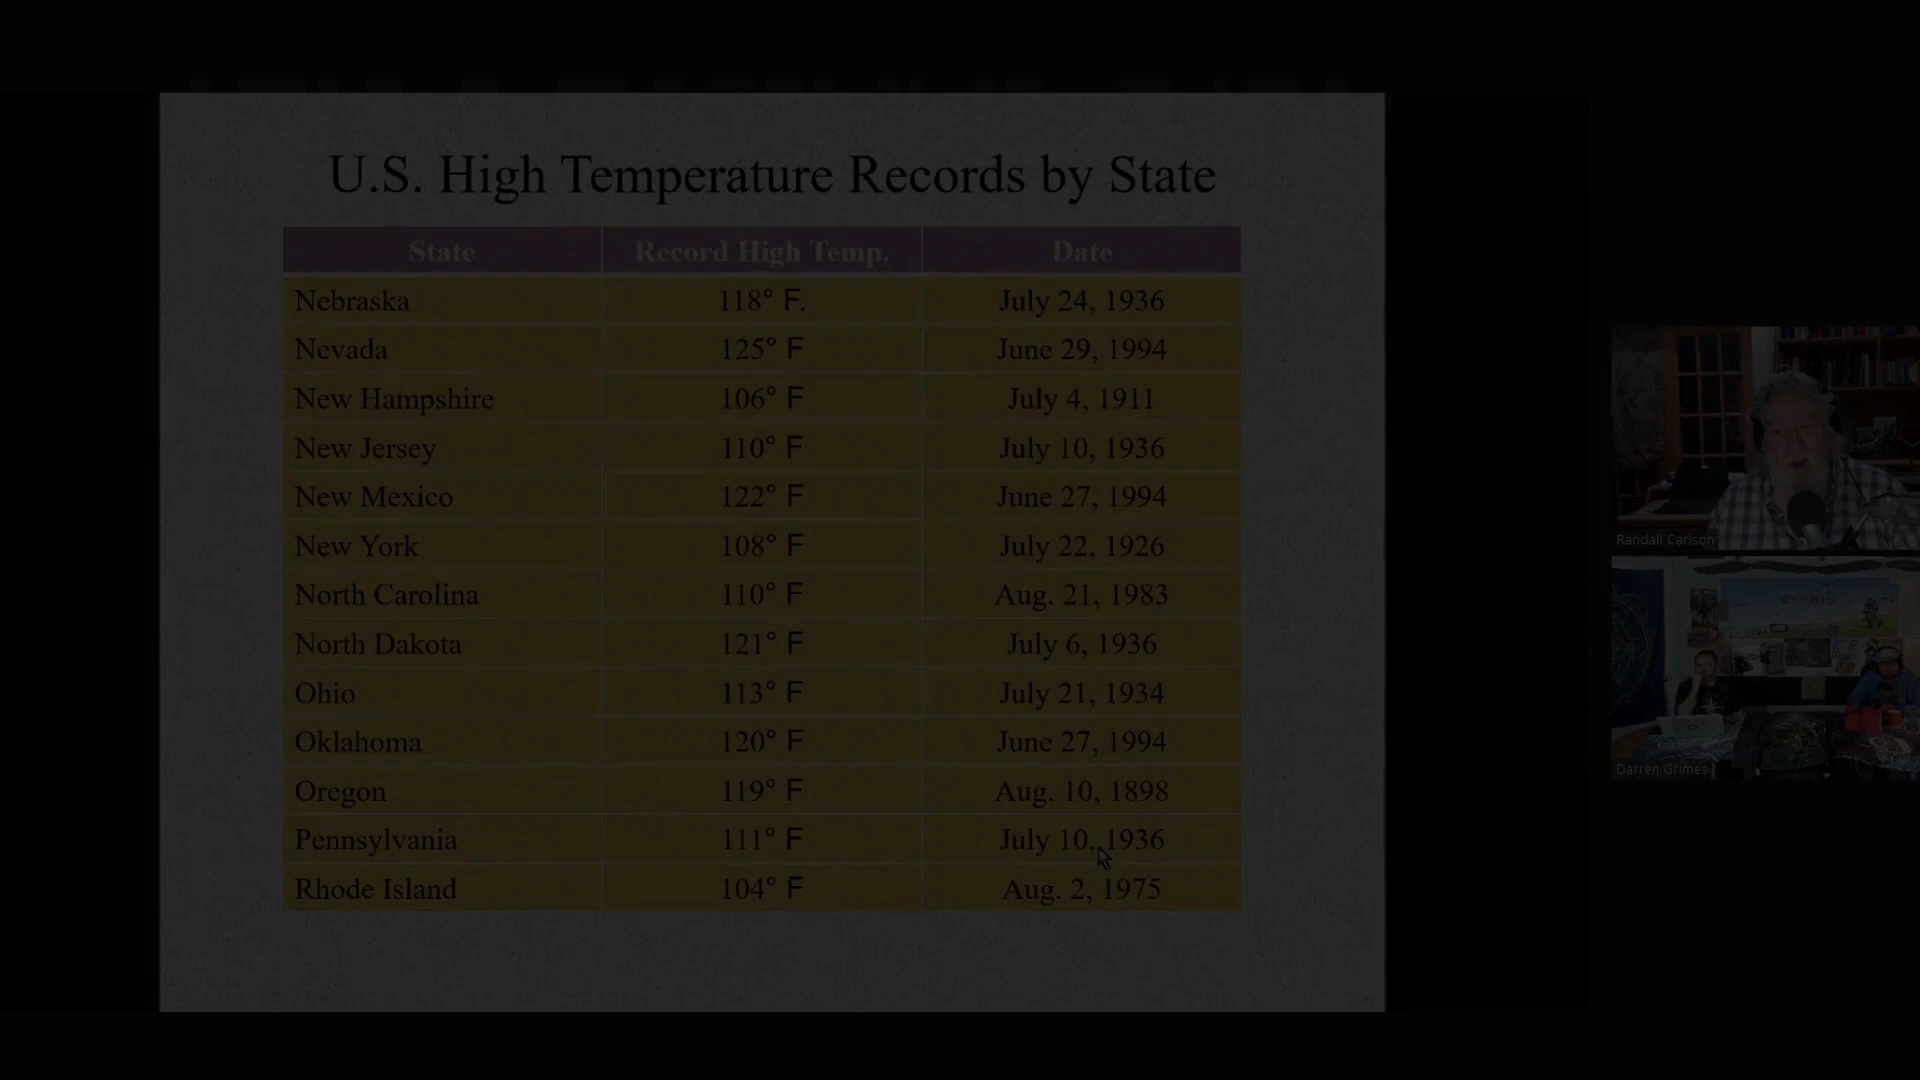 U.S. High Temperature Records by State
State Record High Temp. Date
Nebraska 118° F. July 24, 1936
Nevada 125° F June 29, 1994
New Hampshire 106° F July 4, 1911
New Jersey 110° F July 10, 1936
New Mexico 122° F June 27, 1994
New York 108° F July 22, 1926
North Carolina 110° F Aug. 21, 1983
North Dakota 121° F July 6, 1936
Ohio 113° F July 21, 1934
Oklahoma 120° F June 27, 1994
Oregon 119° F Aug. 10, 1898
Pennsylvania 111° F July 10, 1936
Rhode Island 104° F Aug. 2, 1975
Randall Carlson
Darren Grimes